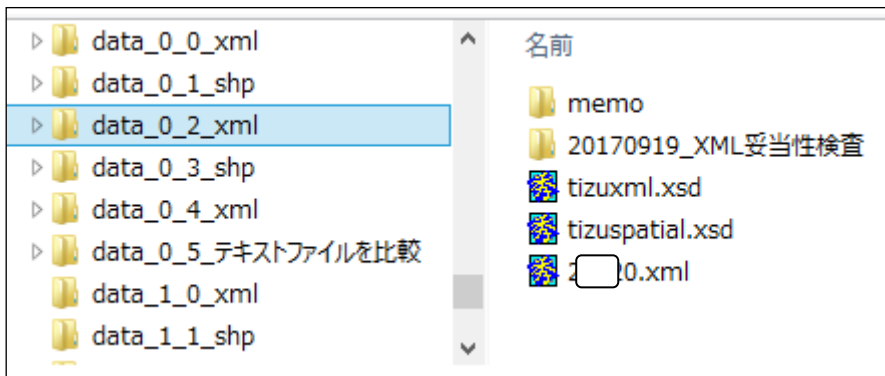 data_0_0_xml
data_0_1_shp
data_0_2_xml
data_0_3_shp
data_0_4_xml
data_0_5_テキストファイルを比較
data_1_0_xml
data_1_1_shp
名前
memo
20170919_XML妥当性検査
tizuxml.xsd
tizuspatial.xsd
2 0.xml